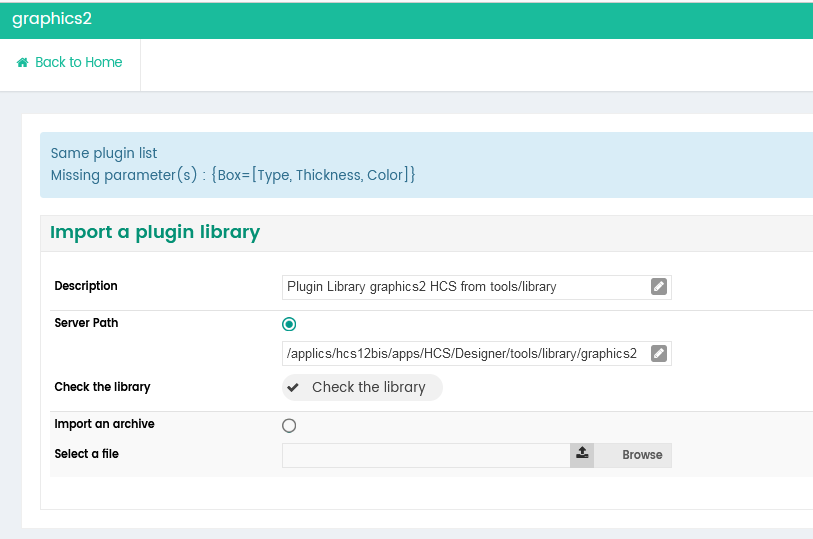 graphics2
Back to Home
Same plugin list
Missing parameter(s) : {Box=[Type, Thickness, Color]}
Import a plugin library
Description
Plugin Library graphics2 HCS from tools/library
Server Path
/applics/hcs12bis/apps/HCS/Designer/tools/library/graphics2
Check the library
Check the library
Import an archive
Select a file
Browse